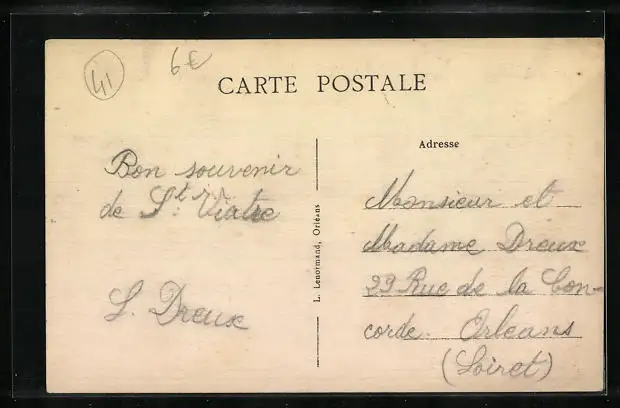 41
6€
CARTE POSTALE
Adresse
Bon souvenir
de St. Viatre
L. Dreux
L. Lenormand, Orléans
Monsieur et
Madame Dreux
29 Rue de la Con-
corde. Orleans
(Loiret)